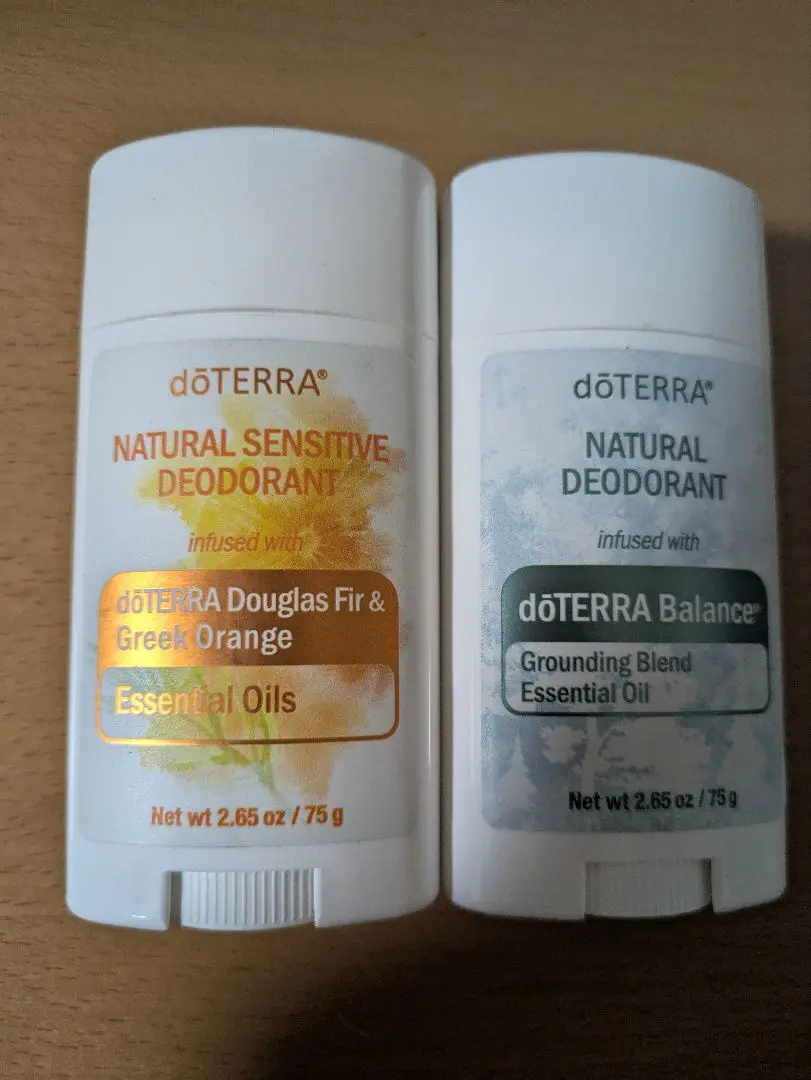 dōTERRA®
NATURAL SENSITIVE
DEODORANT
infused with
dōTERRA Douglas Fir &
Greek Orange
Essential Oils
Net wt 2.65 oz / 75 g
dōTERRA®
NATURAL
DEODORANT
infused with
dōTERRA Balance®
Grounding Blend
Essential Oil
Net wt 2.65 oz / 75 g